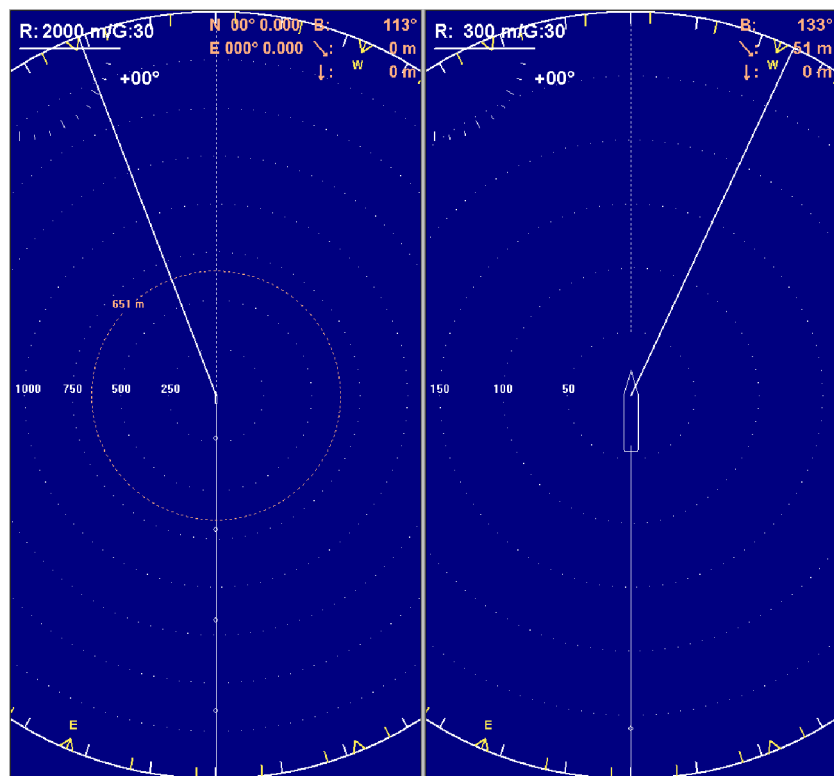 R: 2000 m/G:30
N 00° 0.000 B: 113°
E 000° 0.000 ↘: 0 m
↓: 0 m
+00°
W
651 m
1000 750 500 250
E
R: 300 m/G:30
B: 133°
↘: 51 m
↓: 0 m
+00°
W
150 100 50
E